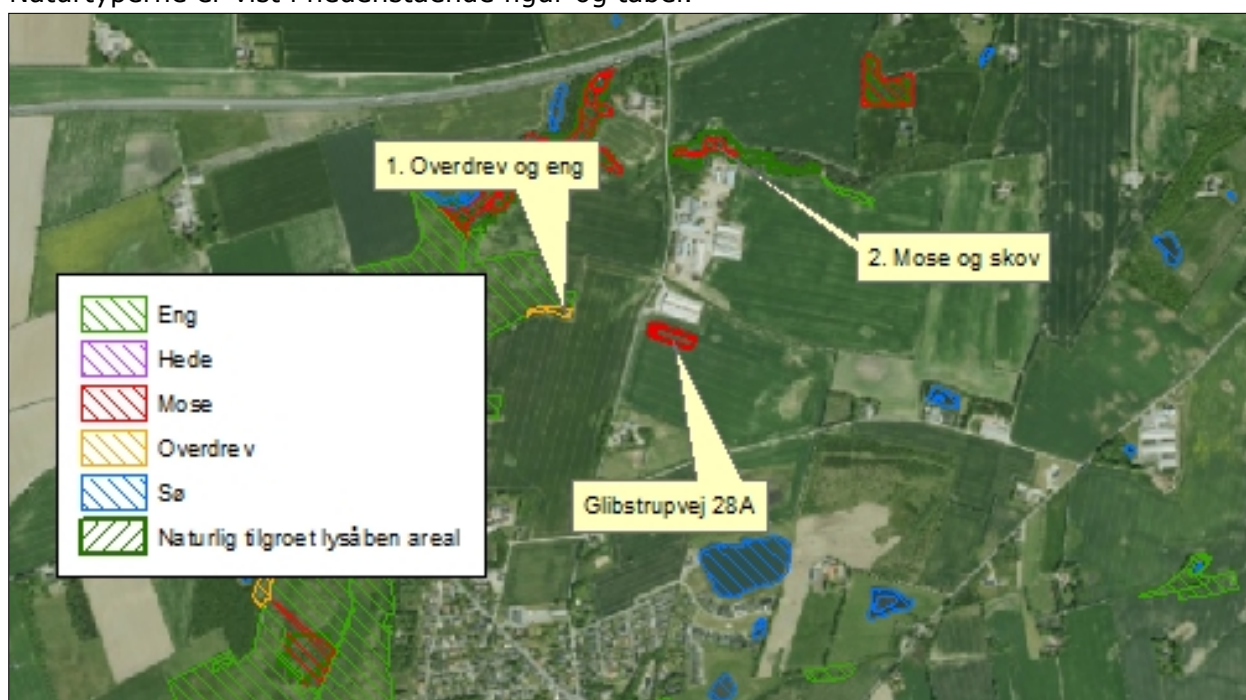 Naturtyperne er vist i nedenstående figur og tabel.
1. Overdrev og eng
2. Mose og skov
Eng
Hede
Mose
Overdrev
Sø
Naturlig tilgroet lysåben areal
Glibstrupvej 28A